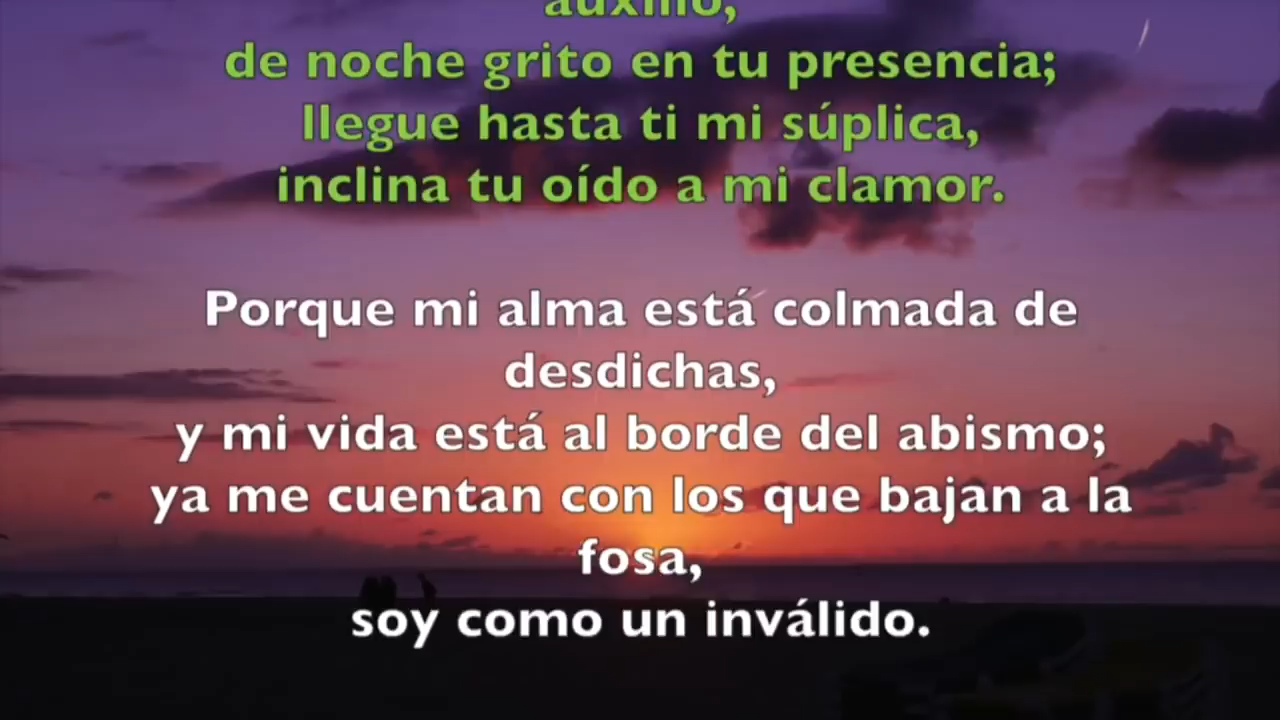 auxilio,
de noche grito en tu presencia;
llegue hasta ti mi súplica,
inclina tu oído a mi clamor.
Porque mi alma está colmada de
desdichas,
y mi vida está al borde del abismo;
ya me cuentan con los que bajan a la
fosa,
soy como un inválido.